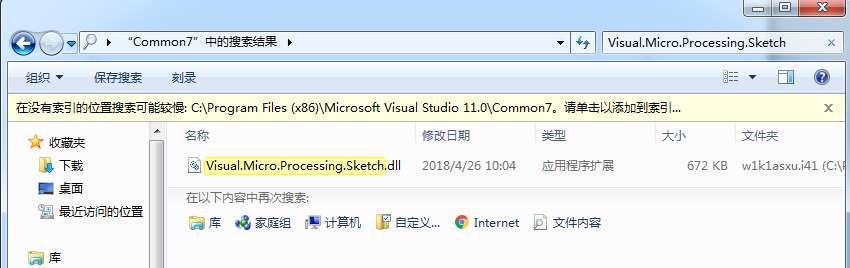 “Common7”中的搜索结果
Visual.Micro.Processing.Sketch
组织 保存搜索 刻录
在没有索引的位置搜索可能较慢: C:\Program Files (x86)\Microsoft Visual Studio 11.0\Common7。请单击以添加到索引...
收藏夹
下载
桌面
最近访问的位置
库
名称 修改日期 类型 大小 文件夹
Visual.Micro.Processing.Sketch.dll 2018/4/26 10:04 应用程序扩展 672 KB w1k1asxu.i41 (C:\P
在以下内容中再次搜索:
库 家庭组 计算机 自定义... Internet 文件内容